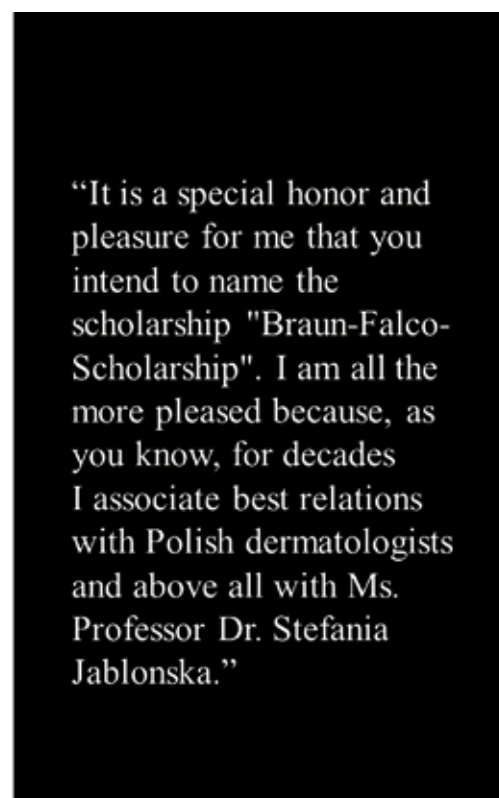 “It is a special honor and
pleasure for me that you
intend to name the
scholarship "Braun-Falco-
Scholarship". I am all the
more pleased because, as
you know, for decades
I associate best relations
with Polish dermatologists
and above all with Ms.
Professor Dr. Stefania
Jablonska.”